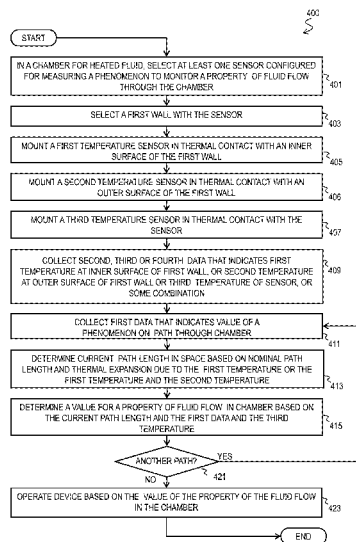 400
START
IN A CHAMBER FOR HEATED FLUID, SELECT AT LEAST ONE SENSOR CONFIGURED
FOR MEASURING A PHENOMENON TO MONITOR A PROPERTY OF FLUID FLOW
THROUGH THE CHAMBER
401
SELECT A FIRST WALL WITH THE SENSOR
403
MOUNT A FIRST TEMPERATURE SENSOR IN THERMAL CONTACT WITH AN INNER
SURFACE OF THE FIRST WALL
405
MOUNT A SECOND TEMPERATURE SENSOR IN THERMAL CONTACT WITH AN
OUTER SURFACE OF THE FIRST WALL
406
MOUNT A THIRD TEMPERATURE SENSOR IN THERMAL CONTACT WITH THE
SENSOR
407
COLLECT SECOND, THIRD OR FOURTH DATA THAT INDICATES FIRST
TEMPERATURE AT INNER SURFACE OF FIRST WALL, OR SECOND TEMPERATURE
AT OUTER SURFACE OF FIRST WALL OR THIRD TEMPERATURE OF SENSOR, OR
SOME COMBINATION
409
COLLECT FIRST DATA THAT INDICATES VALUE OF A
PHENOMENON ON PATH THROUGH CHAMBER
411
DETERMINE CURRENT PATH LENGTH IN SPACE BASED ON NOMINAL PATH
LENGTH AND THERMAL EXPANSION DUE TO THE FIRST TEMPERATURE OR THE
FIRST TEMPERATURE AND THE SECOND TEMPERATURE
413
DETERMINE A VALUE FOR A PROPERTY OF FLUID FLOW IN CHAMBER BASED ON
THE CURRENT PATH LENGTH AND THE FIRST DATA AND THE THIRD
TEMPERATURE
415
ANOTHER PATH?
YES
421
NO
OPERATE DEVICE BASED ON THE VALUE OF THE PROPERTY OF THE FLUID FLOW
IN THE CHAMBER
423
END